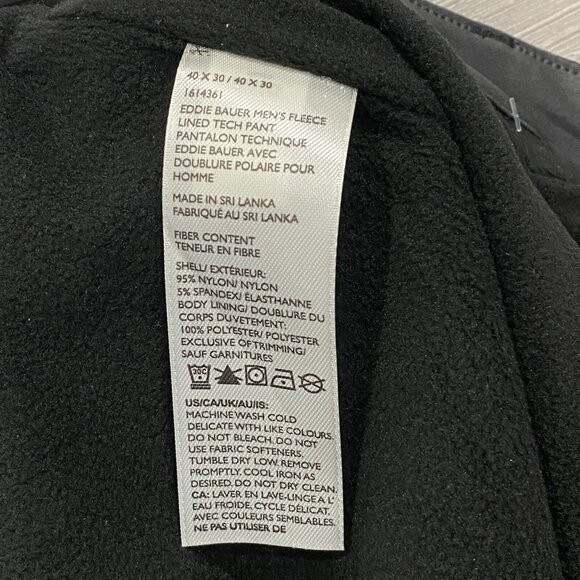 40 X 30 / 40 X 30
1614361
EDDIE BAUER MEN'S FLEECE
LINED TECH PANT
PANTALON TECHNIQUE
EDDIE BAUER AVEC
DOUBLURE POLAIRE POUR
HOMME
MADE IN SRI LANKA
FABRIQUÉ AU SRI LANKA
FIBER CONTENT
TENEUR EN FIBRE
SHELL/ EXTÉRIEUR:
95% NYLON/ NYLON
5% SPANDEX/ ÉLASTHANNE
BODY LINING/ DOUBLURE DU
CORPS DU VETEMENT:
100% POLYESTER/ POLYESTER
EXCLUSIVE OF TRIMMING/
SAUF GARNITURES
30C
US/CA/UK/AU/IS:
MACHINE WASH COLD
DELICATE WITH LIKE COLOURS.
DO NOT BLEACH. DO NOT
USE FABRIC SOFTENERS.
TUMBLE DRY LOW. REMOVE
PROMPTLY. COOL IRON AS
DESIRED. DO NOT DRY CLEAN.
CA: LAVER EN LAVE-LINGE A L'
EAU FROIDE, CYCLE DÉLICAT.
AVEC COULEURS SEMBLABLES.
NE PAS UTILISER DE